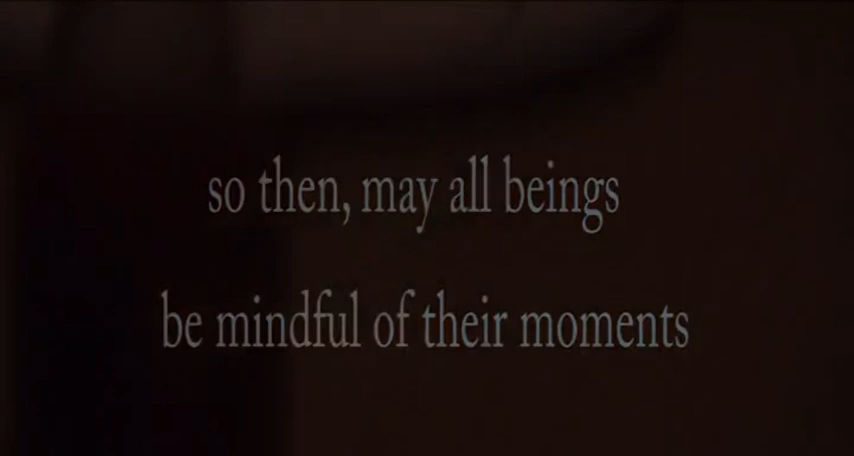 so then, may all beings
be mindful of their moments